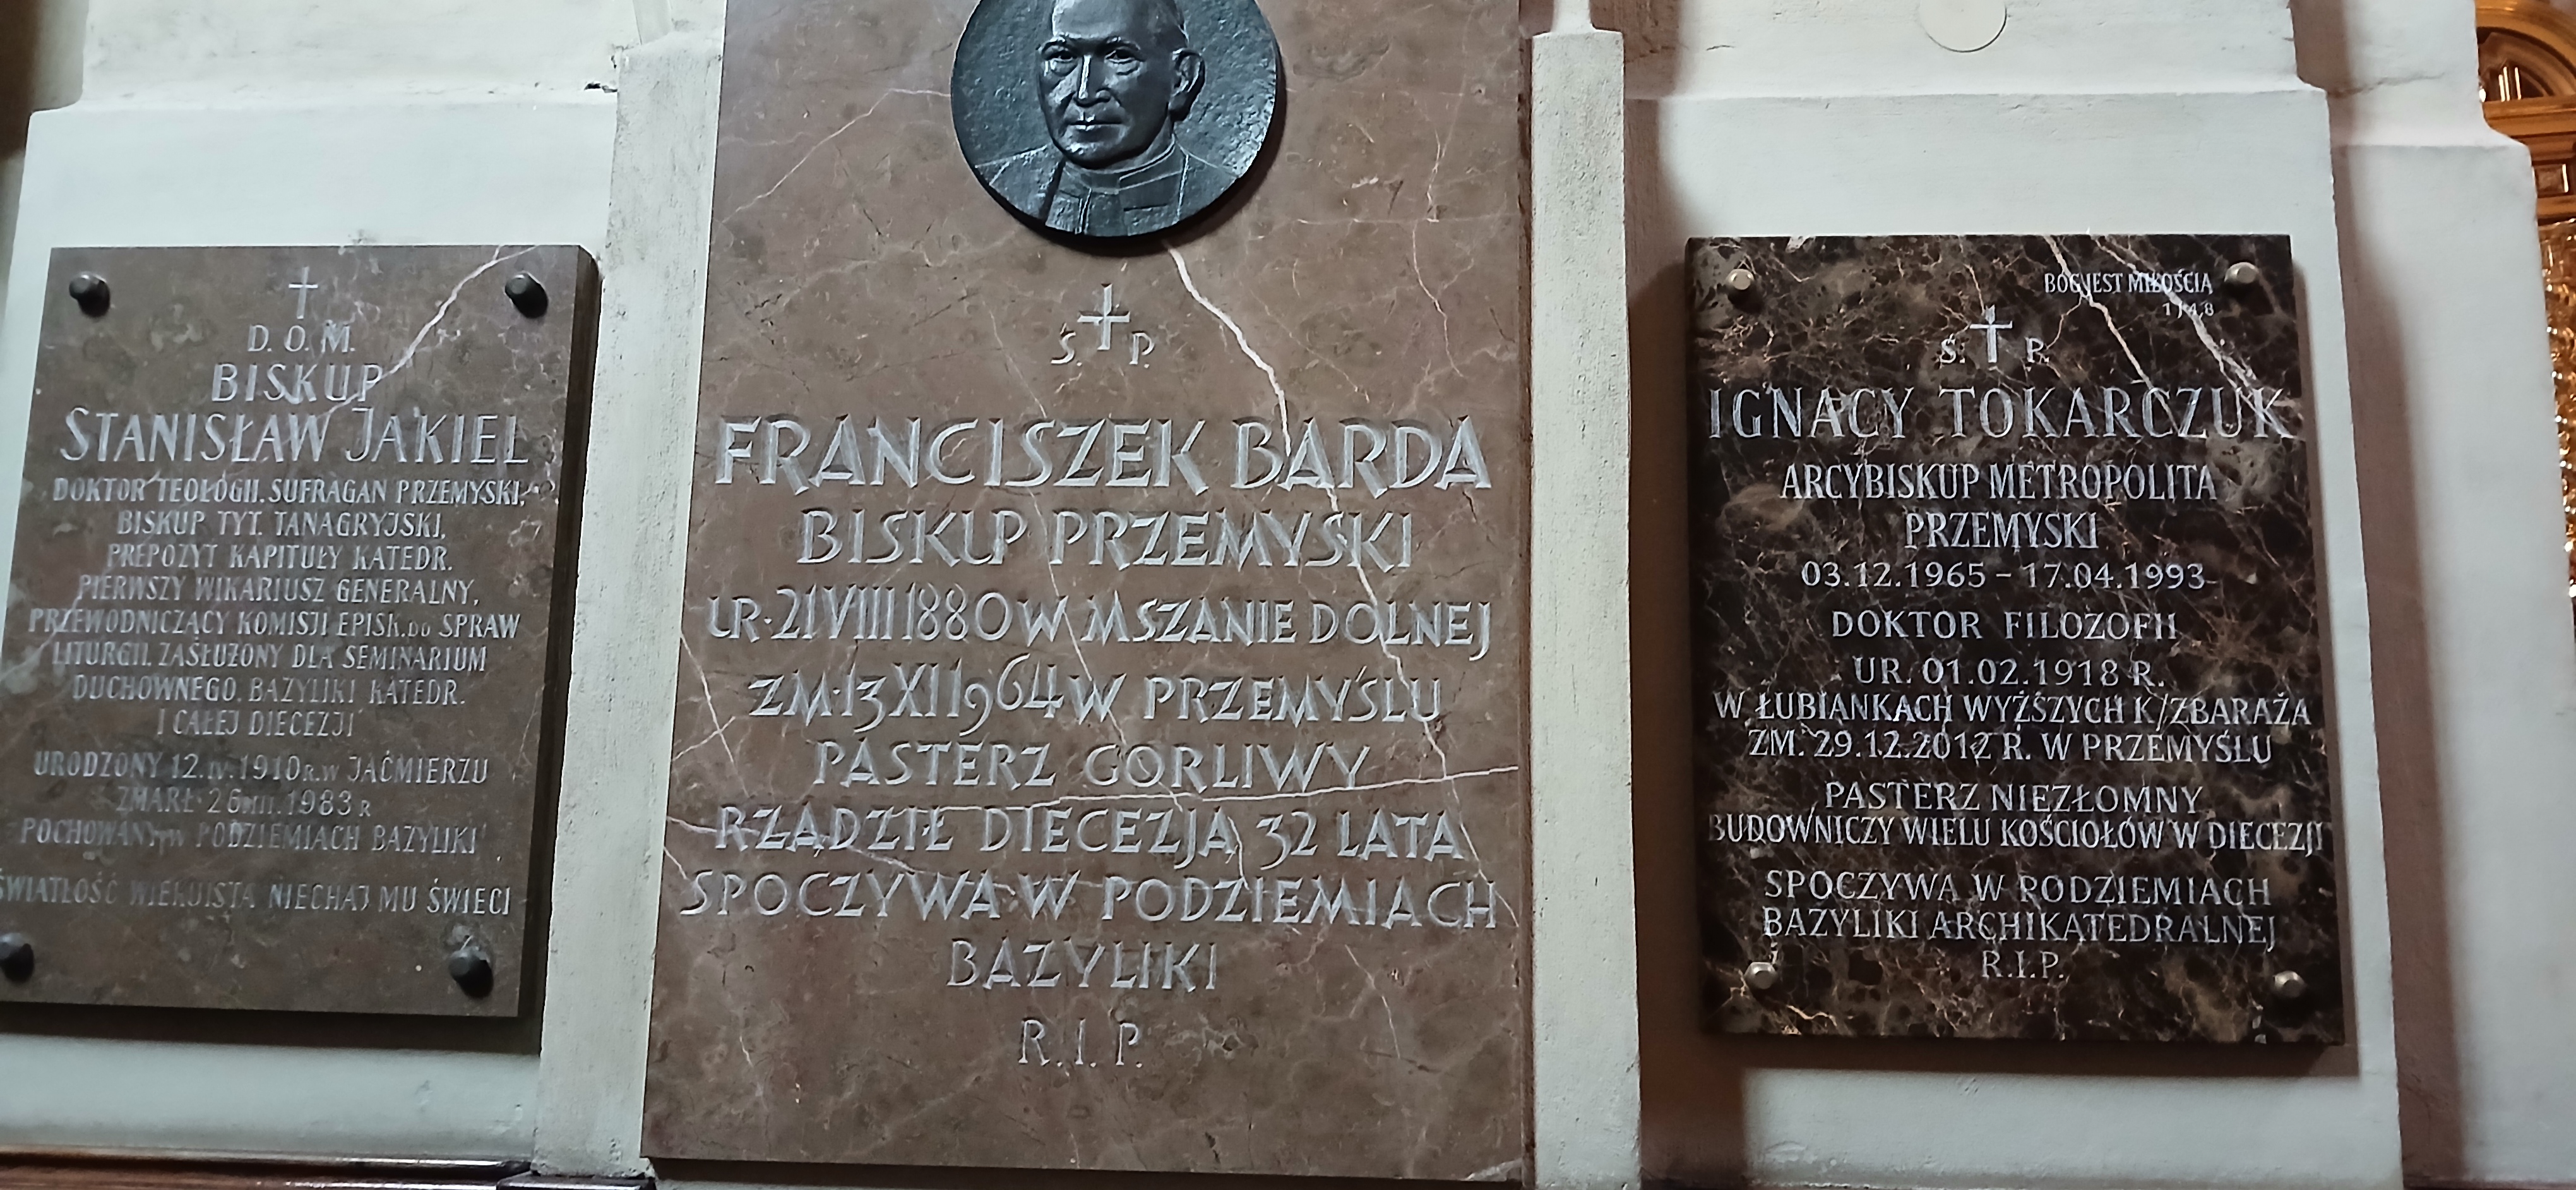 D. O. M.
BISKUP
STANISŁAW JAKIEL
DOKTOR TEOLOGII. SUFRAGAN PRZEMYSKI,
BISKUP TYT. TANAGRYJSKI,
PREPOZYT KAPITUŁY KATEDR.
PIERWSZY WIKARIUSZ GENERALNY,
PRZEWODNICZĄCY KOMISJI EPISK. DO SPRAW
LITURGII. ZASŁUŻONY DLA SEMINARIUM
DUCHOWNEGO, BAZYLIKI KATEDR.
I CAŁEJ DIECEZJI
URODZONY 12.IV.1910 R. W JAĆMIERZU
ZMARŁ 26 1983 R
POCHOWANY W PODZIEMIACH BAZYLIKI
ŚWIATŁOŚĆ WIEKUISTA NIECHAJ MU ŚWIECI
Ś. P.
FRANCISZEK BARDA
BISKUP PRZEMYSKI
UR. 21 VIII 1880 W MSZANIE DOLNEJ
ZM. 13 XI 1964 W PRZEMYŚLU
PASTERZ GORLIWY
RZĄDZIŁ DIECEZJĄ 32 LATA
SPOCZYWA W PODZIEMIACH
BAZYLIKI
R. I. P.
BÓG JEST MIŁOŚCIĄ
1 J 4,8
Ś. P.
IGNACY TOKARCZUK
ARCYBISKUP METROPOLITA
PRZEMYSKI
03.12.1965 – 17.04.1993
DOKTOR FILOZOFII
UR. 01.02.1918 R.
W ŁUBIANKACH WYŻSZYCH K/ZBARAŻA
ZM. 29.12.2012 R. W PRZEMYŚLU
PASTERZ NIEZŁOMNY
BUDOWNICZY WIELU KOŚCIOŁÓW W DIECEZJI
SPOCZYWA W PODZIEMIACH
BAZYLIKI ARCHIKATEDRALNEJ
R.I.P.